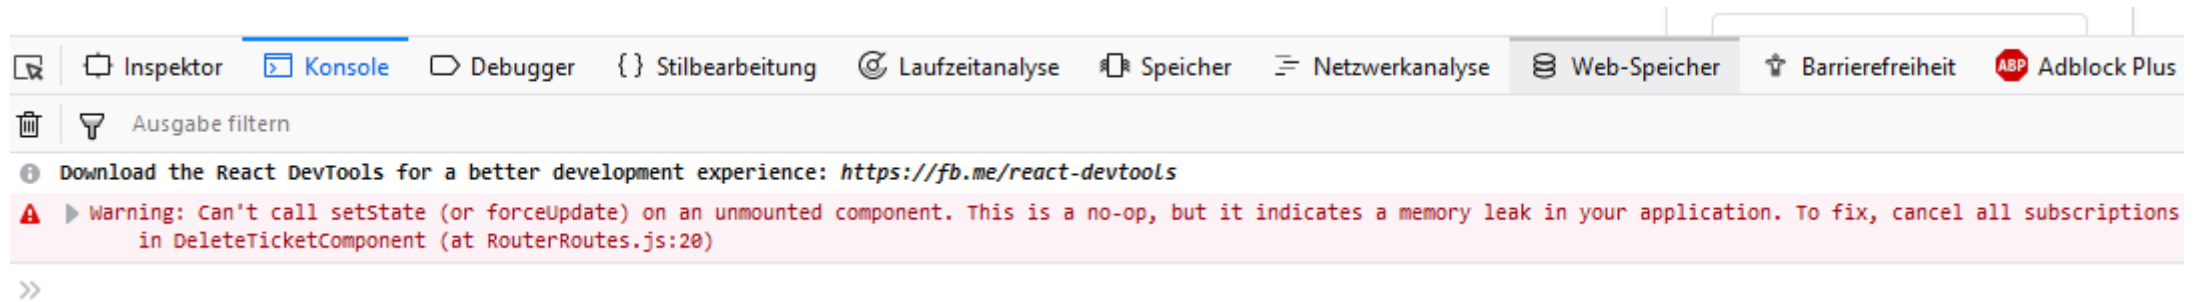 Inspektor Konsole Debugger { } Stilbearbeitung Laufzeitanalyse Speicher Netzwerkanalyse Web-Speicher Barrierefreiheit ABP Adblock Plus
Ausgabe filtern
Download the React DevTools for a better development experience: https://fb.me/react-devtools
Warning: Can't call setState (or forceUpdate) on an unmounted component. This is a no-op, but it indicates a memory leak in your application. To fix, cancel all subscriptions
in DeleteTicketComponent (at RouterRoutes.js:20)